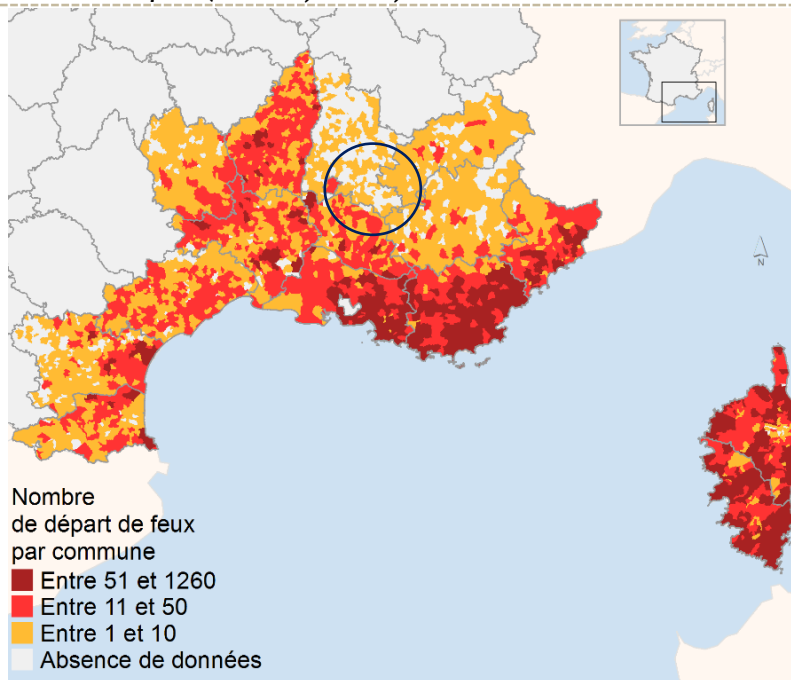 N
Nombre
de départ de feux
par commune
Entre 51 et 1260
Entre 11 et 50
Entre 1 et 10
Absence de données